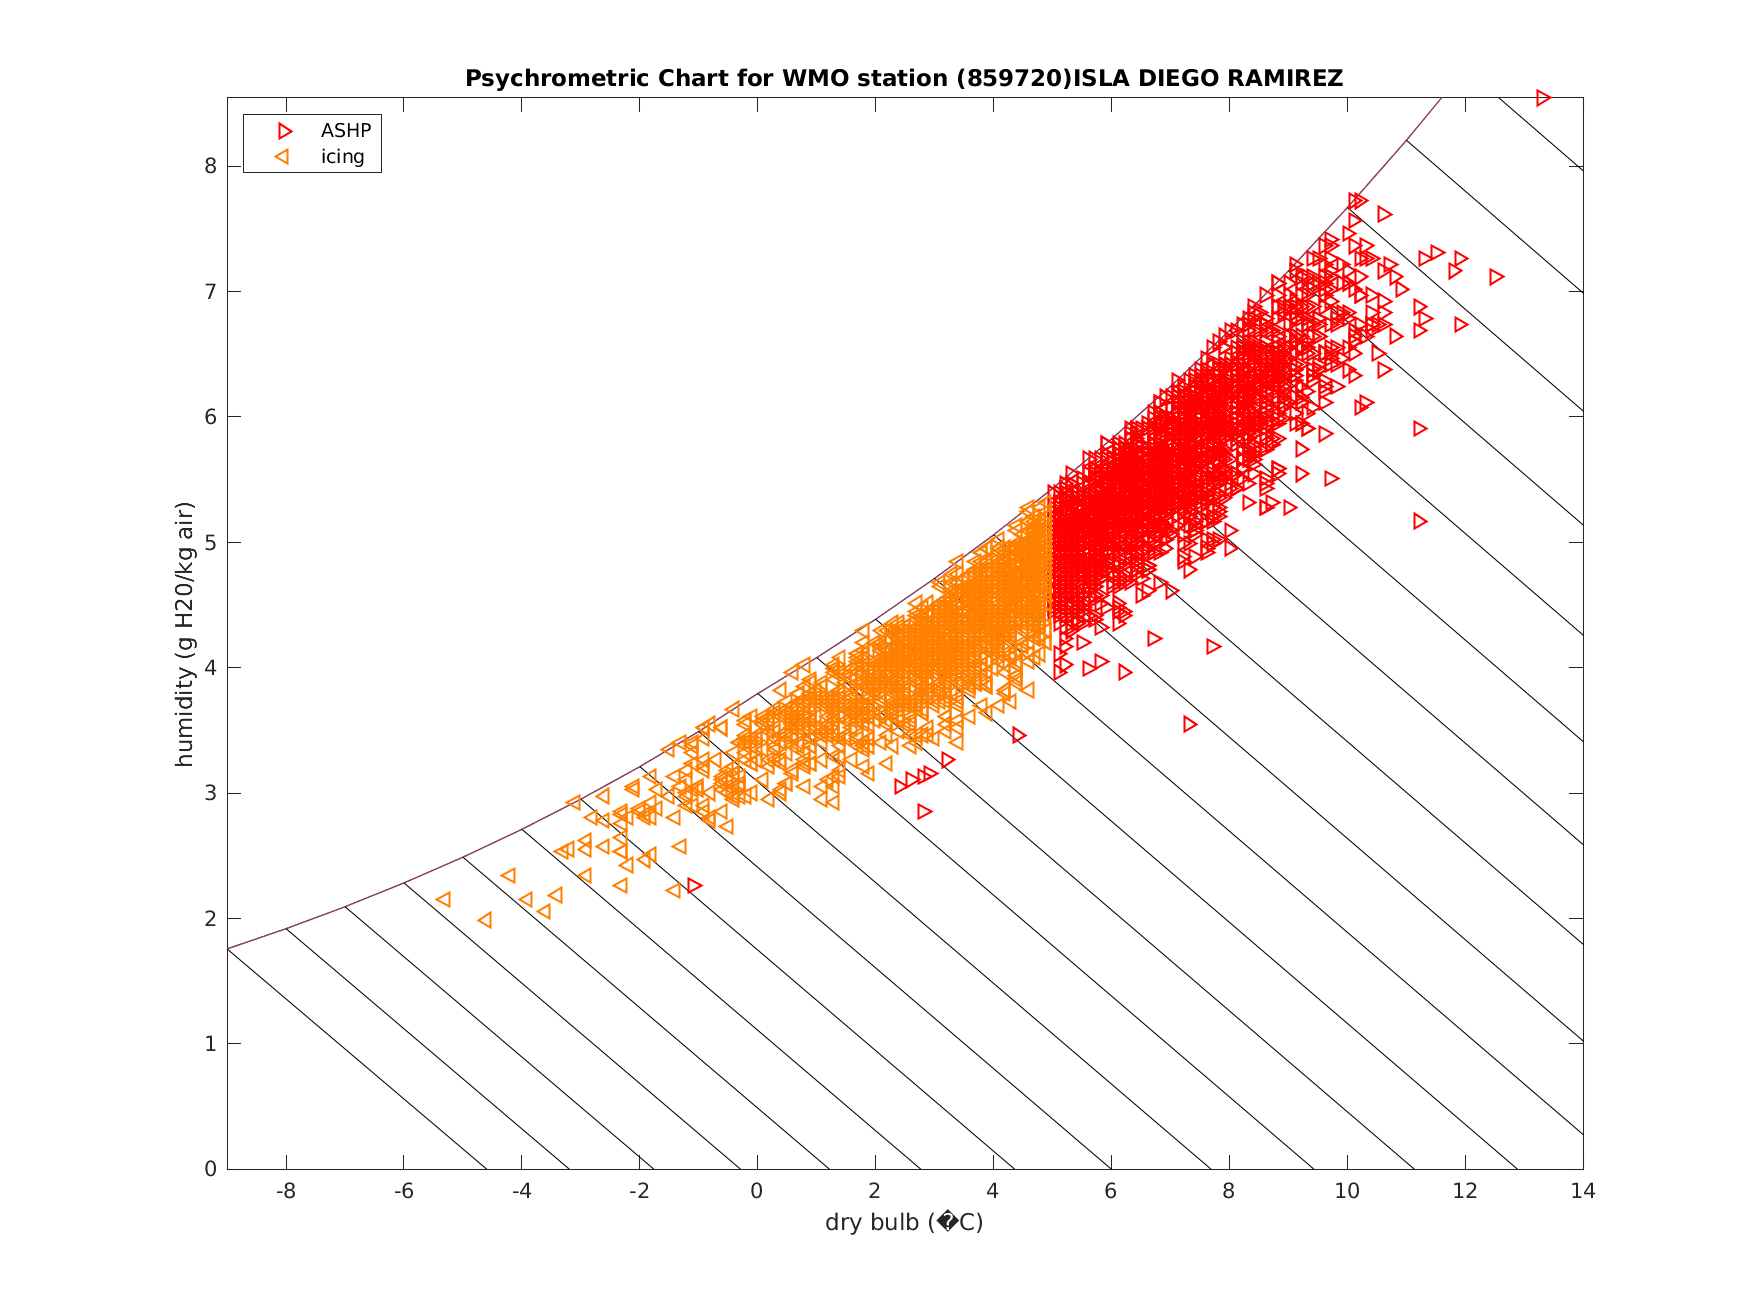 Psychrometric Chart for WMO station (859720)ISLA DIEGO RAMIREZ
ASHP
icing
humidity (g H20/kg air)
8
7
6
5
4
3
2
1
0
-8 -6 -4 -2 0 2 4 6 8 10 12 14
dry bulb (�C)